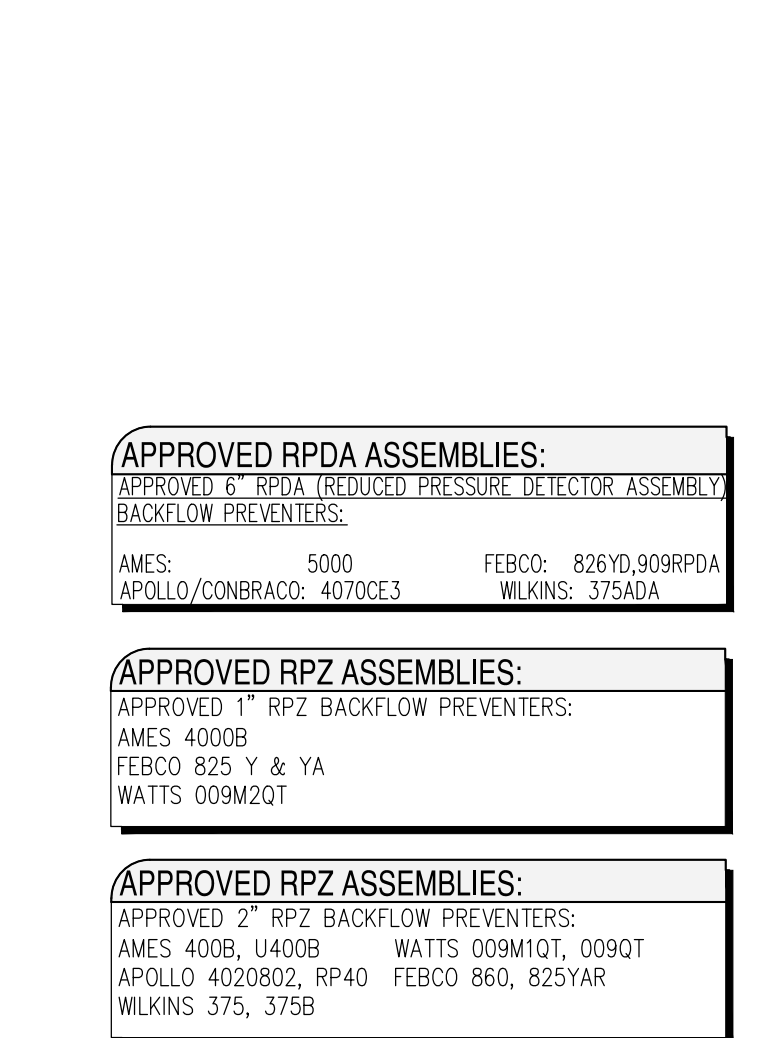 APPROVED RPDA ASSEMBLIES:
APPROVED 6” RPDA (REDUCED PRESSURE DETECTOR ASSEMBLY)
BACKFLOW PREVENTERS:
AMES: 5000 FEBCO: 826YD,909RPDA
APOLLO/CONBRACO: 4070CE3 WILKINS: 375ADA
APPROVED RPZ ASSEMBLIES:
APPROVED 1” RPZ BACKFLOW PREVENTERS:
AMES 4000B
FEBCO 825 Y & YA
WATTS 009M2QT
APPROVED RPZ ASSEMBLIES:
APPROVED 2” RPZ BACKFLOW PREVENTERS:
AMES 400B, U400B WATTS 009M1QT, 009QT
APOLLO 4020802, RP40 FEBCO 860, 825YAR
WILKINS 375, 375B